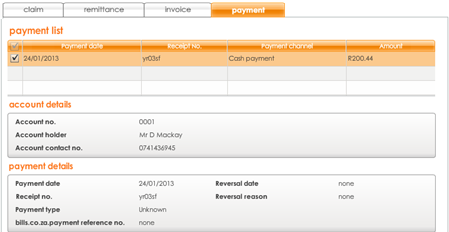 claim remittance invoice payment
payment list
Payment date Receipt No. Payment channel Amount
24/01/2013 yr03sf Cash payment R200.44
account details
Account no. 0001
Account holder Mr D Mackay
Account contact no. 0741436945
payment details
Payment date 24/01/2013 Reversal date none
Receipt no. yr03sf Reversal reason none
Payment type Unknown
bills.co.za.payment reference no. none